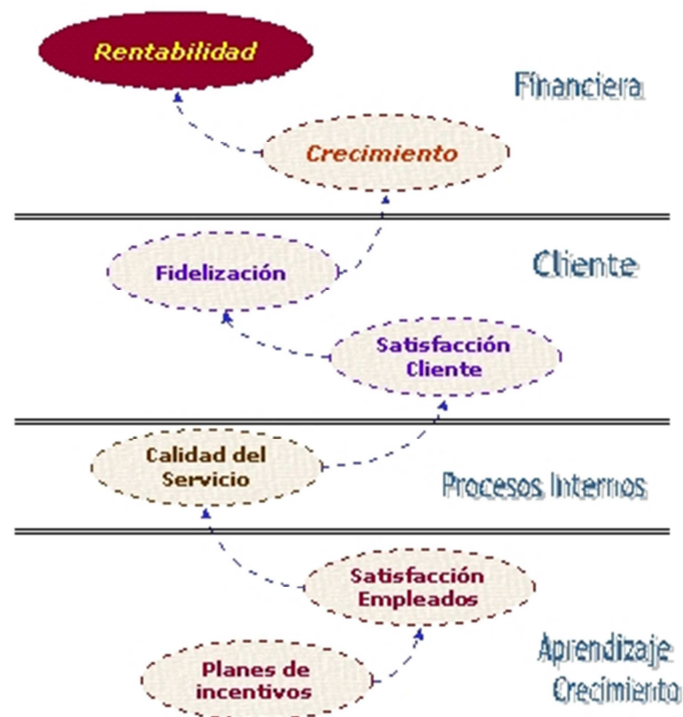 Rentabilidad
Financiera
Crecimiento
Cliente
Fidelización
Satisfacción
Cliente
Calidad del
Servicio
Procesos Internos
Satisfacción
Empleados
Aprendizaje
Crecimiento
Planes de
incentivos